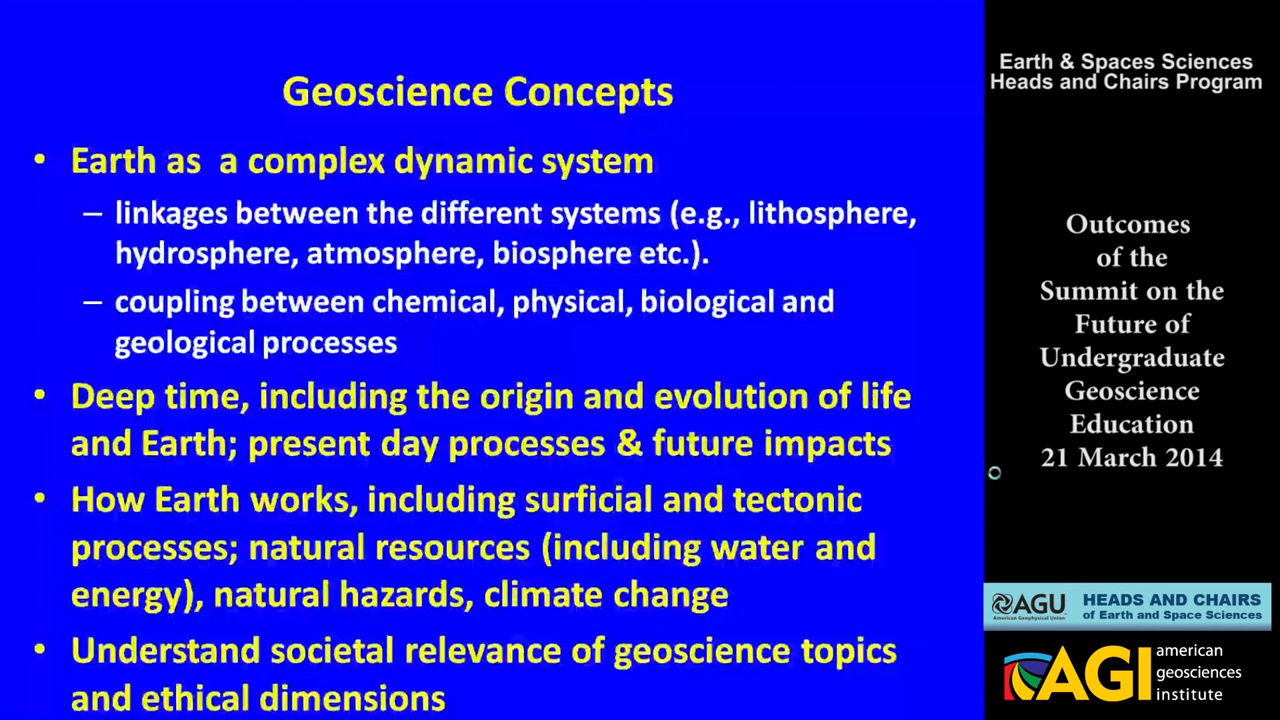 Geoscience Concepts
• Earth as a complex dynamic system
– linkages between the different systems (e.g., lithosphere,
hydrosphere, atmosphere, biosphere etc.).
– coupling between chemical, physical, biological and
geological processes
• Deep time, including the origin and evolution of life
and Earth; present day processes & future impacts
• How Earth works, including surficial and tectonic
processes; natural resources (including water and
energy), natural hazards, climate change
• Understand societal relevance of geoscience topics
and ethical dimensions
Earth & Spaces Sciences
Heads and Chairs Program
Outcomes
of the
Summit on the
Future of
Undergraduate
Geoscience
Education
21 March 2014
AGU
American Geophysical Union
HEADS AND CHAIRS
of Earth and Space Sciences
AGI
american
geosciences
institute